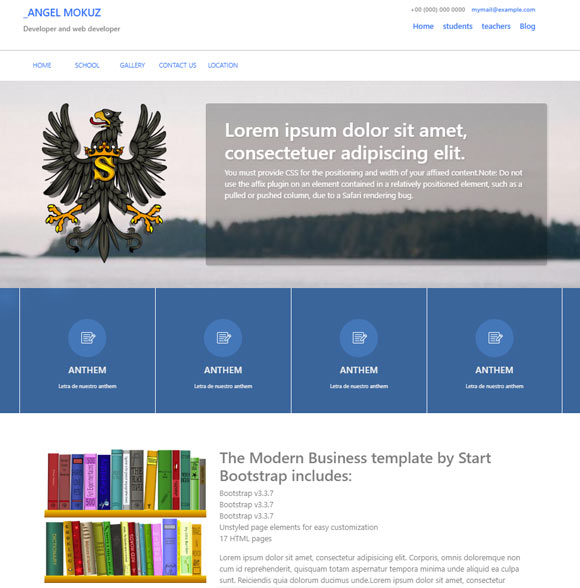 _ANGEL MOKUZ
Developer and web developer
+00 (000) 000 0000 mymail@example.com
Home students teachers Blog
HOME SCHOOL GALLERY CONTACT US LOCATION
S
Lorem ipsum dolor sit amet,
consectetuer adipiscing elit.
You must provide CSS for the positioning and width of your affixed content.Note: Do not
use the affix plugin on an element contained in a relatively positioned element, such as a
pulled or pushed column, due to a Safari rendering bug.
ANTHEM ANTHEM ANTHEM ANTHEM
Letra de nuestro anthem Letra de nuestro anthem Letra de nuestro anthem Letra de nuestro anthem
The Modern Business template by Start
Bootstrap includes:
Bootstrap v3.3.7
Bootstrap v3.3.7
Bootstrap v3.3.7
Unstyled page elements for easy customization
17 HTML pages
Lorem ipsum dolor sit amet, consectetur adipisicing elit. Corporis, omnis doloremque non
cum id reprehenderit, quisquam totam aspernatur tempora minima unde aliquid ea culpa
sunt. Reiciendis quia dolorum ducimus unde.Lorem ipsum dolor sit amet, consectetur